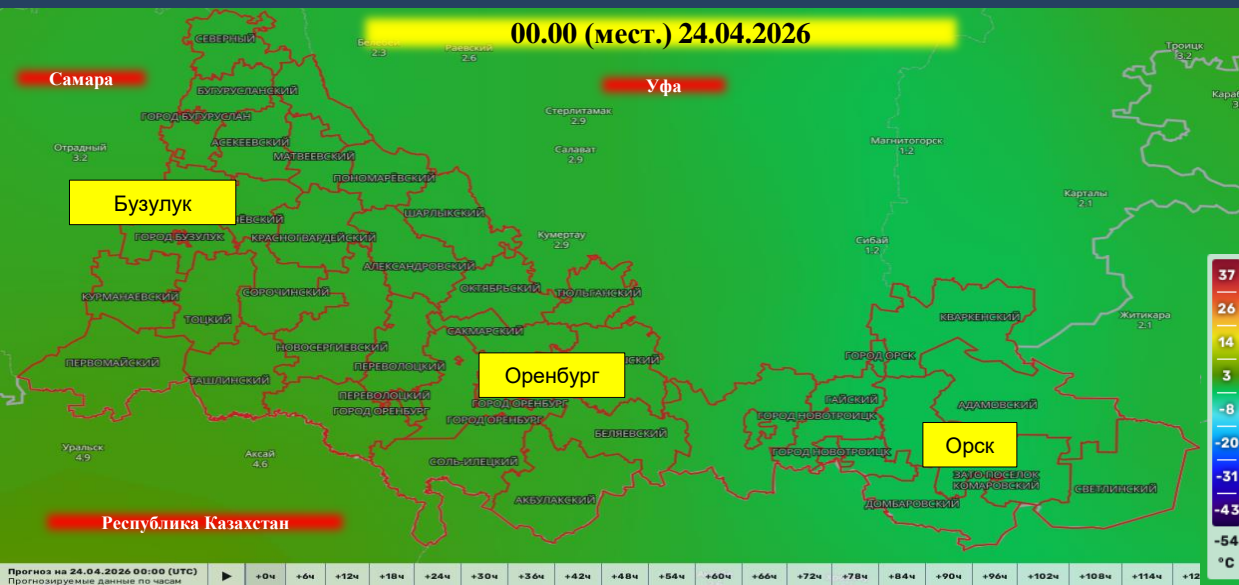 00.00 (мест.) 24.04.2026
СЕВЕРНЫЙ
2.3
Раевский
2.6
Троицк
3.2
Самара
Уфа
БУГУРУСЛАНСКИЙ
ГОРОД БУГУРУСЛАН
Стерлитамак
2.9
Отрадный
3.2
АСЕКЕЕВСКИЙ
МАТВЕЕВСКИЙ
Салават
2.9
Магнитогорск
1.2
ПОНОМАРЁВСКИЙ
Карталы
2.1
Бузулук
ШАРЛЫКСКИЙ
ГОРОД БУЗУЛУК
КРАСНОГВАРДЕЙСКИЙ
Кумертау
2.9
Сибай
1.2
АЛЕКСАНДРОВСКИЙ
КУРМАНАЕВСКИЙ
СОРОЧИНСКИЙ
ОКТЯБРЬСКИЙ
ТЮЛЬГАНСКИЙ
ТОЦКИЙ
САКМАРСКИЙ
КВАРКЕНСКИЙ
Житикара
2.1
ПЕРВОМАЙСКИЙ
НОВОСЕРГИЕВСКИЙ
ПЕРЕВОЛОЦКИЙ
ГОРОД ОРСК
ТАШЛИНСКИЙ
Оренбург
ПЕРЕВОЛОЦКИЙ
ГОРОД ОРЕНБУРГ
ГОРОД ОРЕНБУРГ
ГОРОД ОРЕНБУРГ
ГАЙСКИЙ
АДАМОВСКИЙ
ГОРОД НОВОТРОИЦК
БЕЛЯЕВСКИЙ
Уральск
4.9
Аксай
4.6
СОЛЬ-ИЛЕЦКИЙ
ГОРОД НОВОТРОИЦК
Орск
ЗАТО ПОСЕЛОК
КОМАРОВСКИЙ
СВЕТЛИНСКИЙ
АКБУЛАКСКИЙ
ДОМБАРОВСКИЙ
Республика Казахстан
37
26
14
3
-8
-20
-31
-43
-54
°C
Прогноз на 24.04.2026 00:00 (UTC)
Прогнозируемые данные по часам
+0ч +6ч +12ч +18ч +24ч +30ч +36ч +42ч +48ч +54ч +60ч +66ч +72ч +78ч +84ч +90ч +96ч +102ч +108ч +114ч +12